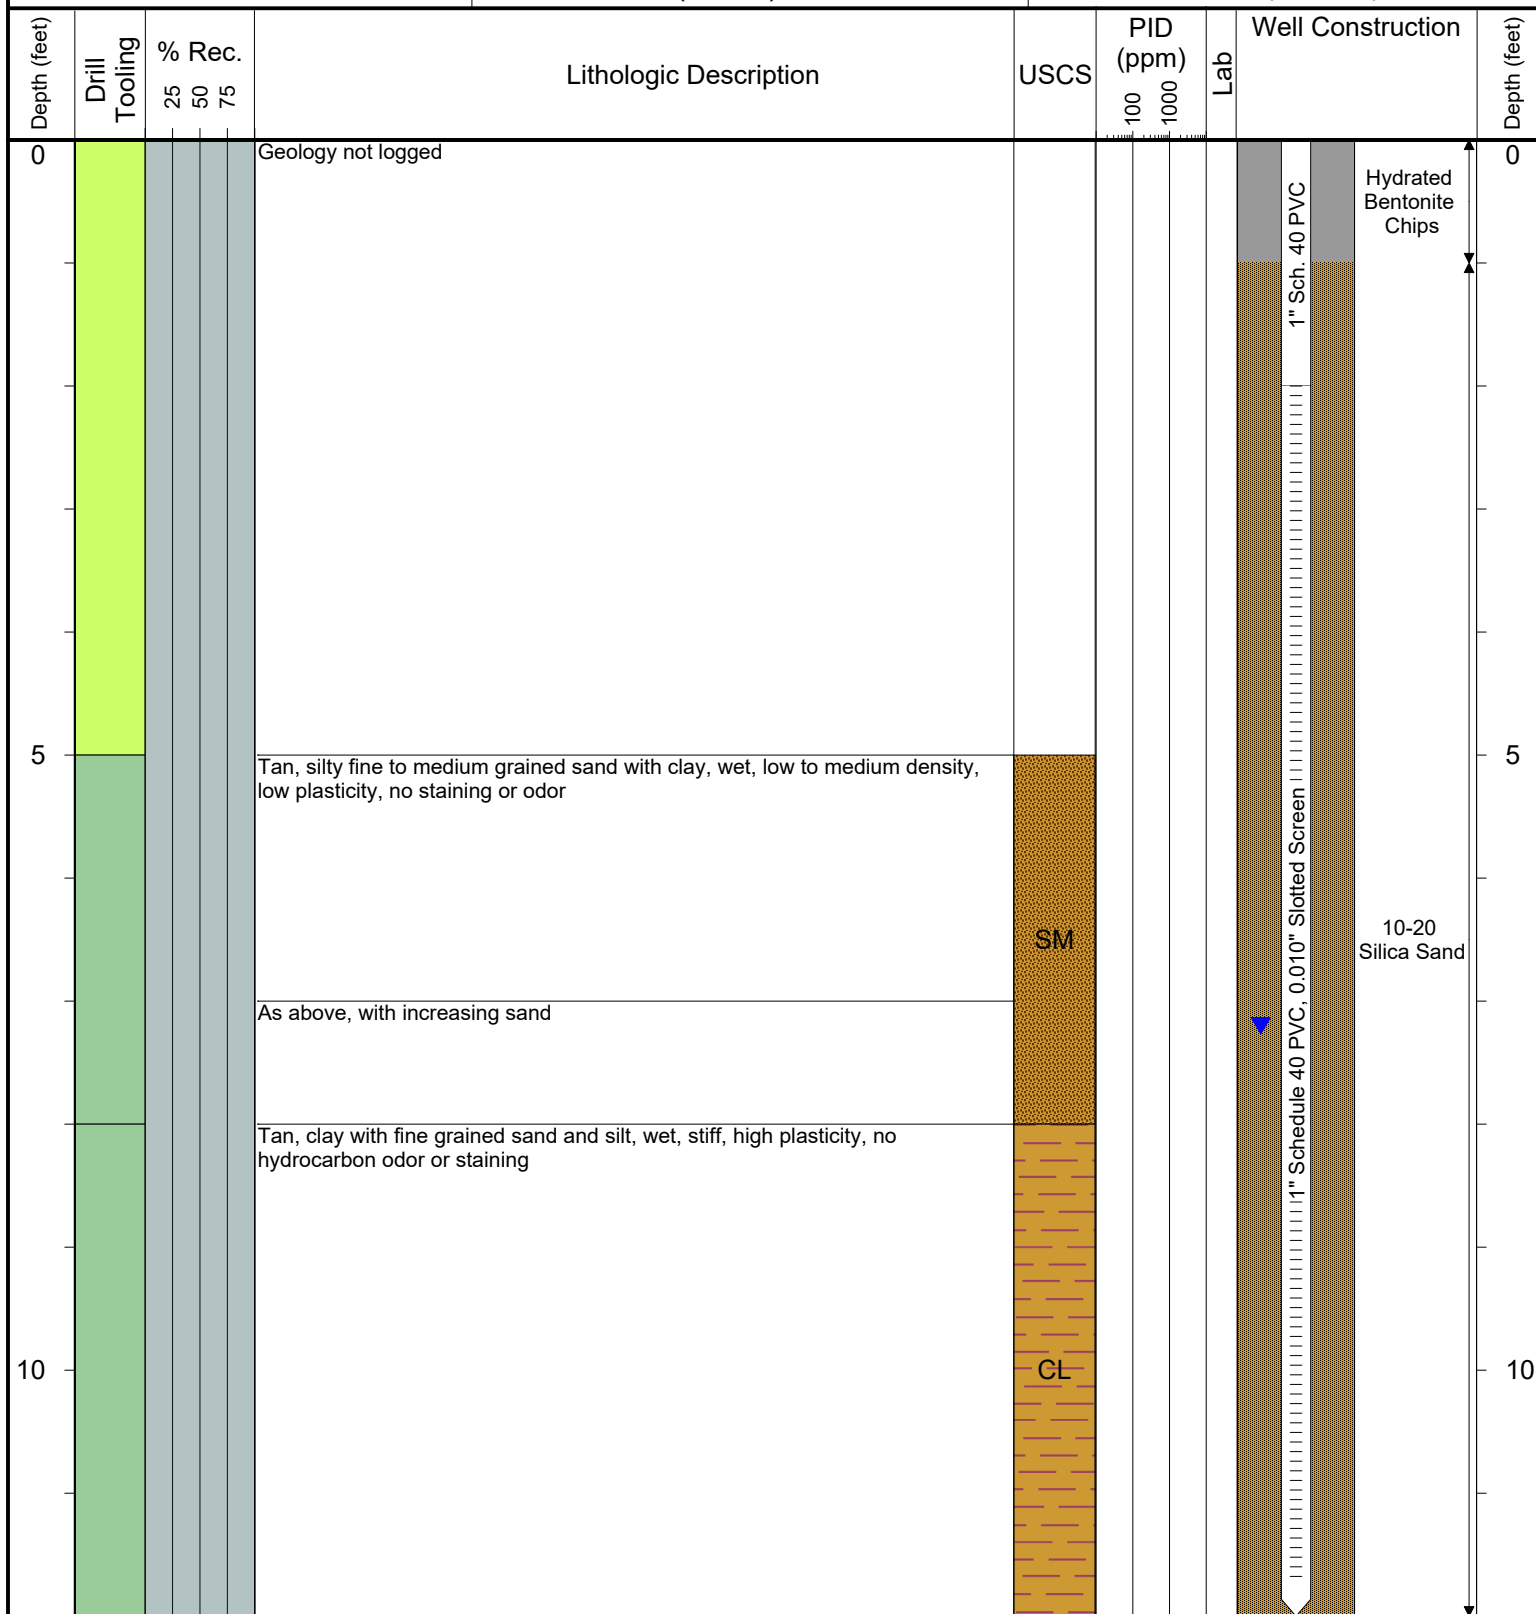 Depth (feet)
Drill
Tooling
% Rec.
25
50
75
Lithologic Description
USCS
PID
(ppm)
100
1000
Lab
Well Construction
Depth (feet)
0
Geology not logged
1" Sch. 40 PVC
Hydrated
Bentonite
Chips
0
5
Tan, silty fine to medium grained sand with clay, wet, low to medium density,
low plasticity, no staining or odor
5
SM
1" Schedule 40 PVC, 0.010" Slotted Screen
10-20
Silica Sand
As above, with increasing sand
Tan, clay with fine grained sand and silt, wet, stiff, high plasticity, no
hydrocarbon odor or staining
10
CL
10